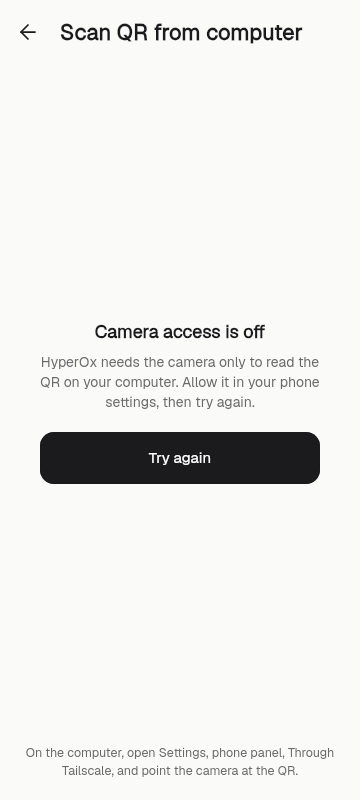 Scan QR from computer
Camera access is off
HyperOx needs the camera only to read the
QR on your computer. Allow it in your phone
settings, then try again.
Try again
On the computer, open Settings, phone panel, Through
Tailscale, and point the camera at the QR.